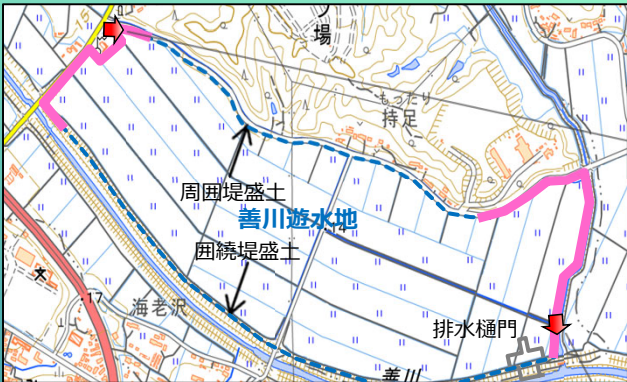 場
もったり
持足
周囲堤盛土
善川遊水地
・14
囲繞堤盛土
・17
海老沢
排水樋門
善川